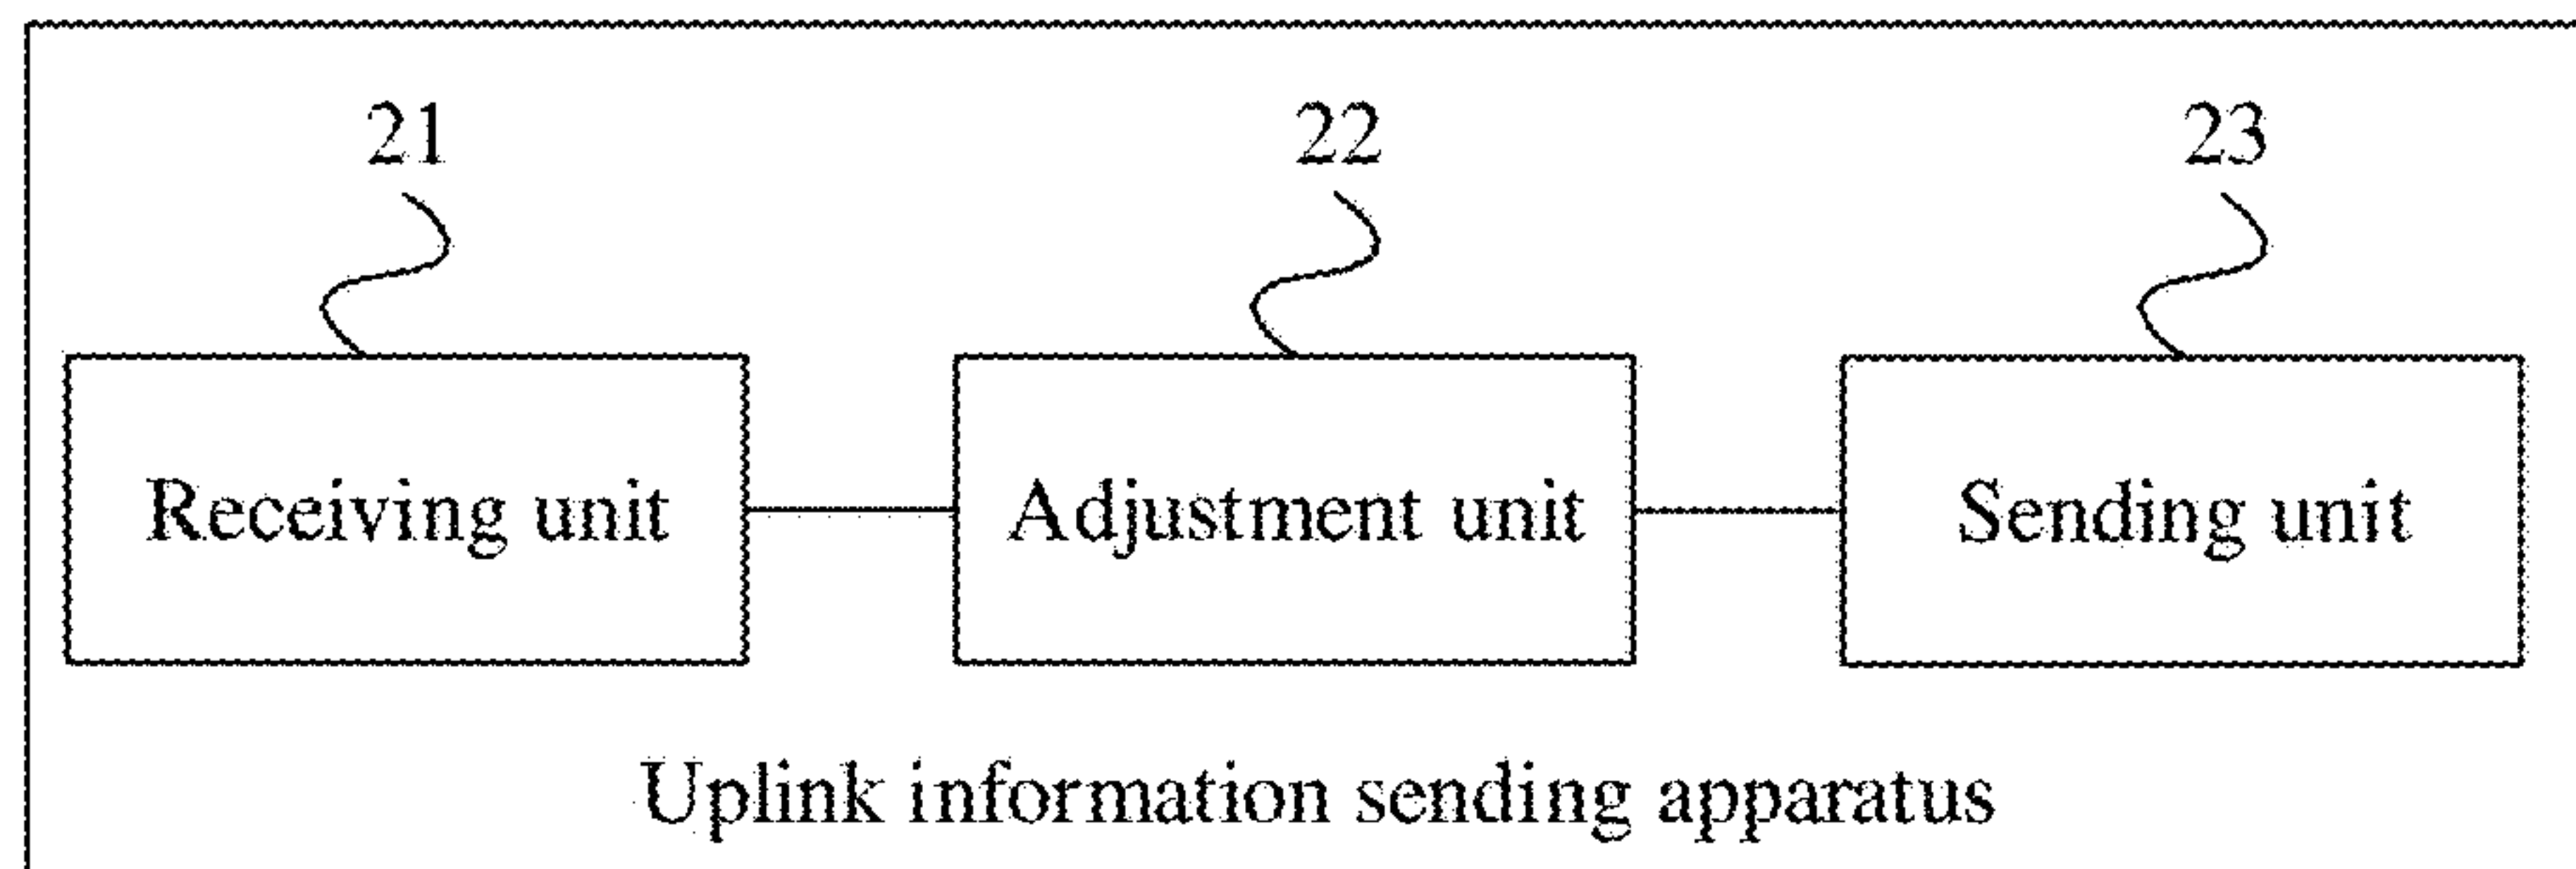 21 22 23
Receiving unit Adjustment unit Sending unit
Uplink information sending apparatus